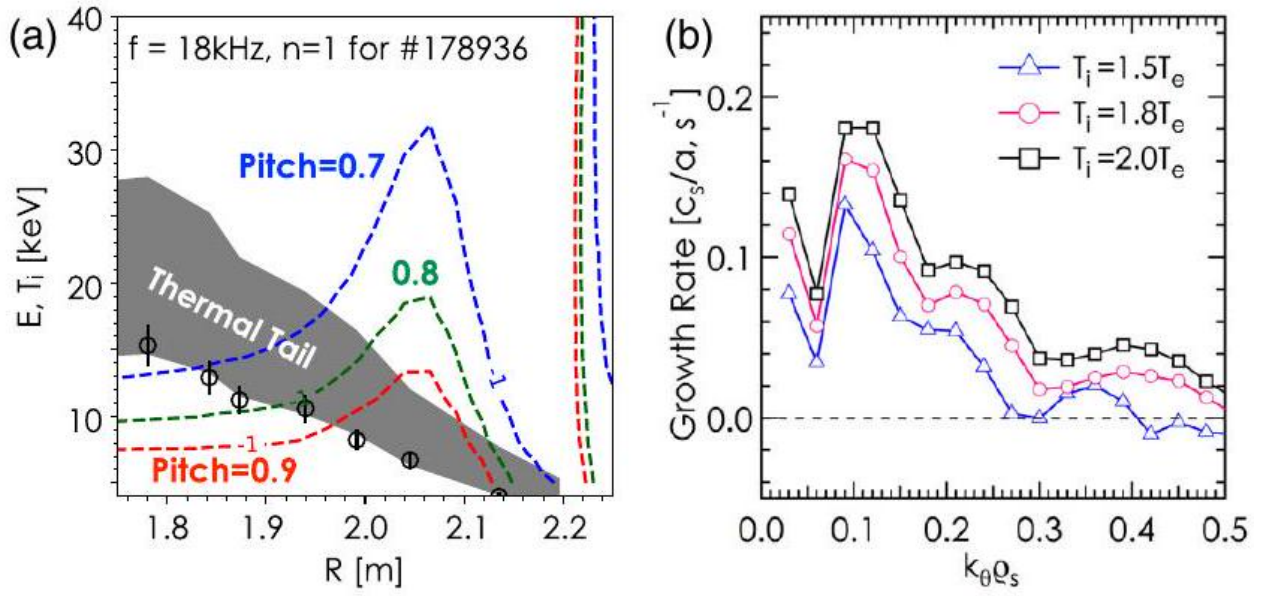 (a)
f = 18kHz, n=1 for #178936
40
30
20
10
E, Tᵢ [keV]
Pitch=0.7
0.8
Thermal Tail
-1
1
-1
Pitch=0.9
1.8
1.9
2.0
2.1
2.2
R [m]
(b)
Tᵢ=1.5Tₑ
Tᵢ=1.8Tₑ
Tᵢ=2.0Tₑ
0.2
0.1
0.0
Growth Rate [cₛ/a, s⁻¹]
0.0
0.1
0.2
0.3
0.4
0.5
k_θϱₛ